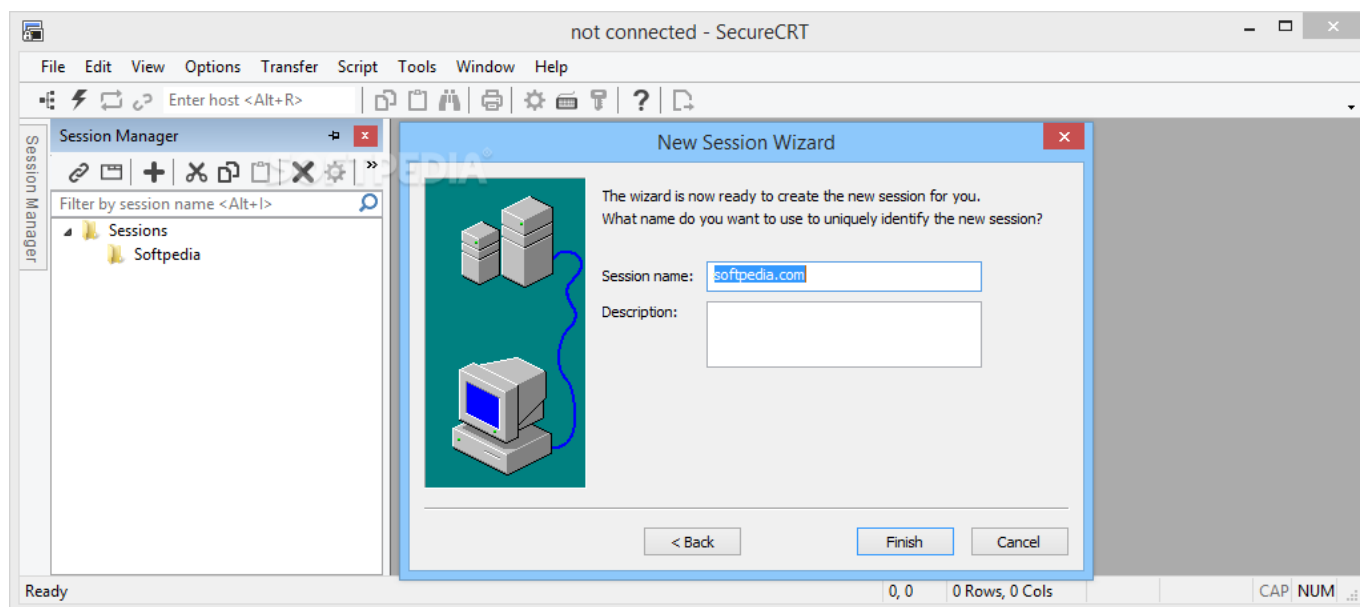 not connected - SecureCRT
File Edit View Options Transfer Script Tools Window Help
Enter host <Alt+R>
Session Manager
Session Manager
Filter by session name <Alt+I>
Sessions
Softpedia
SOFTPEDIA
New Session Wizard
The wizard is now ready to create the new session for you.
What name do you want to use to uniquely identify the new session?
Session name: softpedia.com
Description:
< Back Finish Cancel
Ready 0, 0 0 Rows, 0 Cols CAP NUM